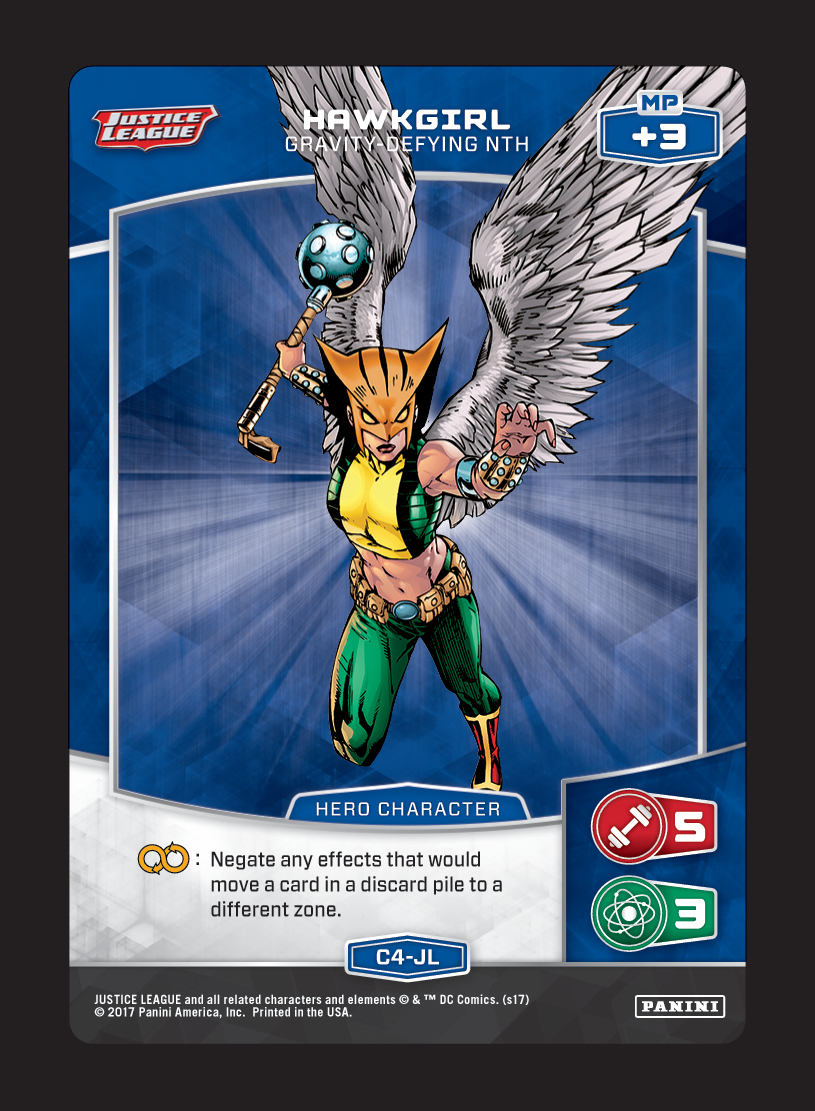 JUSTICE
LEAGUE
HAWKGIRL
GRAVITY-DEFYING NTH
MP
+3
HERO CHARACTER
: Negate any effects that would
move a card in a discard pile to a
different zone.
5
3
C4-JL
JUSTICE LEAGUE and all related characters and elements © & ™ DC Comics. (s17)
© 2017 Panini America, Inc. Printed in the USA.
PANINI